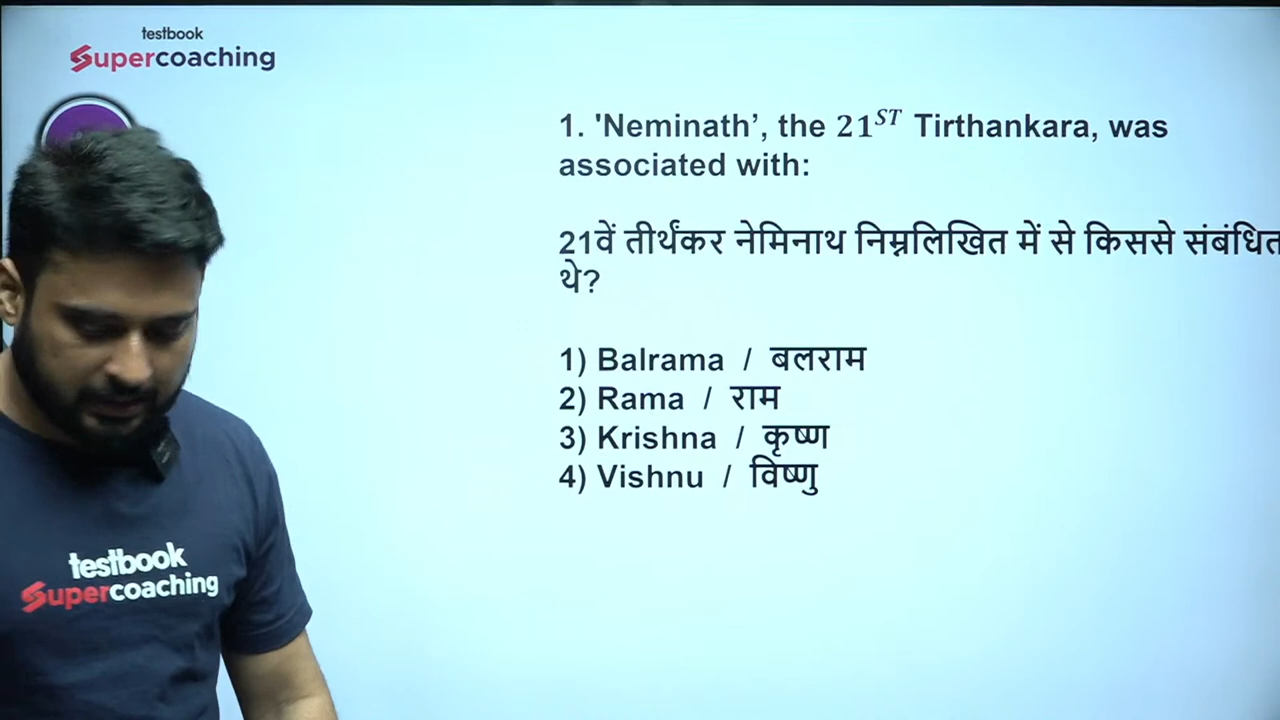 testbook
Supercoaching
1. 'Neminath’, the 21ST Tirthankara, was
associated with:
21वें तीर्थंकर नेमिनाथ निम्नलिखित में से किससे संबंधित
थे?
1) Balrama / बलराम
2) Rama / राम
3) Krishna / कृष्ण
4) Vishnu / विष्णु
testbook
Supercoaching